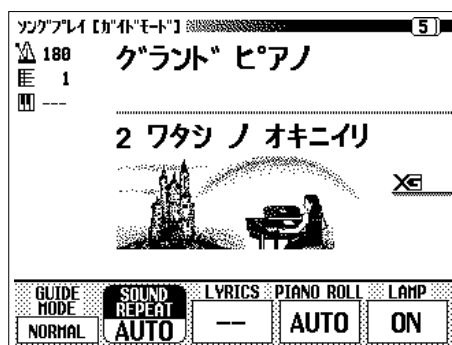 ソングプレイ【ガイドモード】 5
180
グランド ピアノ
1
---
2 ワタシ ノ オキニイリ
XG
GUIDE MODE NORMAL
SOUND REPEAT AUTO
LYRICS --
PIANO ROLL AUTO
LAMP ON